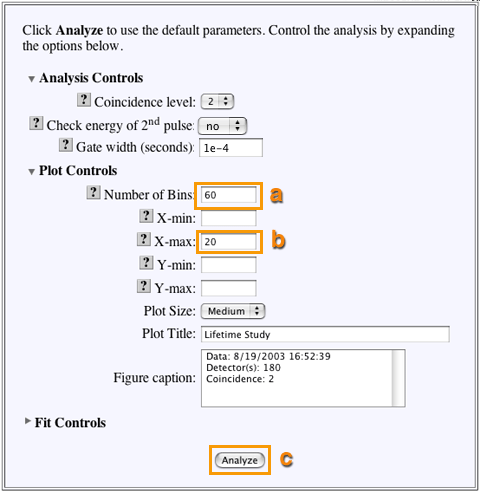 Click Analyze to use the default parameters. Control the analysis by expanding
the options below.
▼ Analysis Controls
? Coincidence level: 2
? Check energy of 2nd pulse: no
? Gate width (seconds): 1e-4
▼ Plot Controls
? Number of Bins: 60 a
? X-min:
? X-max: 20 b
? Y-min:
? Y-max:
Plot Size: Medium
Plot Title: Lifetime Study
Figure caption:
Data: 8/19/2003 16:52:39
Detector(s): 180
Coincidence: 2
▶ Fit Controls
Analyze c